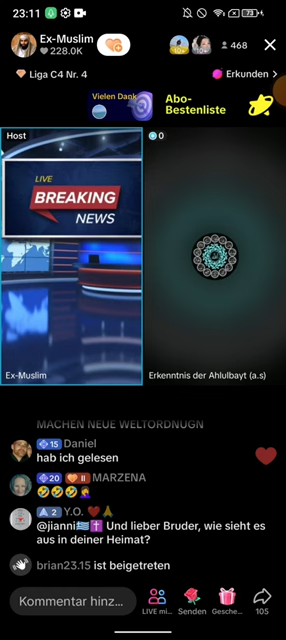 23:11
73
Ex-Muslim
228.0K
468
Liga C4 Nr. 4
Erkunden
Vielen Dank
Abo-
Bestenliste
Host
0
LIVE
BREAKING
NEWS
Ex-Muslim
Erkenntnis der Ahlulbayt (a.s)
MACHEN NEUE WELTORDNUGN
15 Daniel
hab ich gelesen
20 II MARZENA
🤣🤣🤣🤦‍♀️
2 Y.O. ❤️🙏
@jianni🇬🇷✝️ Und lieber Bruder, wie sieht es
aus in deiner Heimat?
brian23.15 ist beigetreten
Kommentar hinz...
LIVE mi...
Senden
Gesche...
105